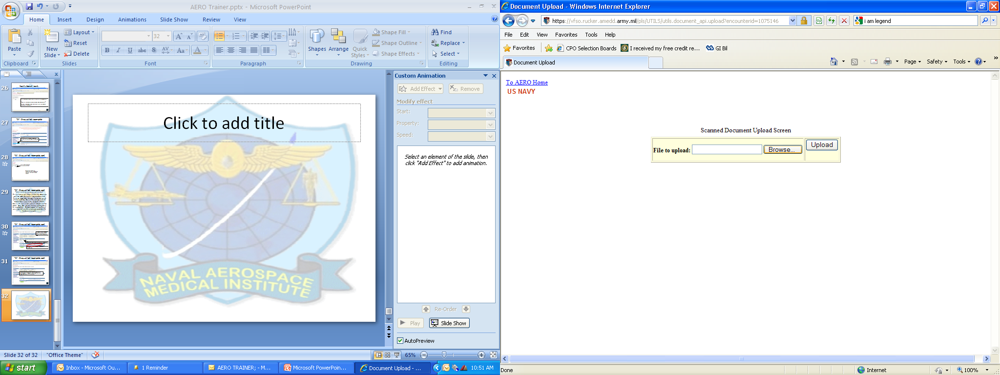 AERO Trainer.pptx - Microsoft PowerPoint
Home Insert Design Animations Slide Show Review View
Paste
Clipboard
New Slide
Layout
Reset
Delete
Slides
32
B I U abc S AV Aa A
Font
Paragraph
Shapes Arrange Quick Styles
Shape Fill
Shape Outline
Shape Effects
Drawing
Find
Replace
Select
Editing
26
27
28
29
30
31
32
Click to add title
NAVAL AEROSPACE
MEDICAL INSTITUTE
Custom Animation
Add Effect Remove
Modify effect
Start:
Property:
Speed:
Select an element of the slide, then
click "Add Effect" to add animation.
Re-Order
Play Slide Show
AutoPreview
Slide 32 of 32 "Office Theme" 65%
start Inbox - Microsoft Ou... 1 Reminder AERO TRAINER; - M... Microsoft PowerPoin... Document Upload - ... 10:51 AM
Document Upload - Windows Internet Explorer
https://vfso.rucker.amedd.army.mil/pls/UTILS/utils.document_api.upload?encounterid=1075146 i am legend
File Edit View Favorites Tools Help
Favorites CPO Selection Boards I received my free credit re... GI Bil
Document Upload Page Safety Tools
To AERO Home
US NAVY
Scanned Document Upload Screen
File to upload: Browse... Upload
Done Internet 100%